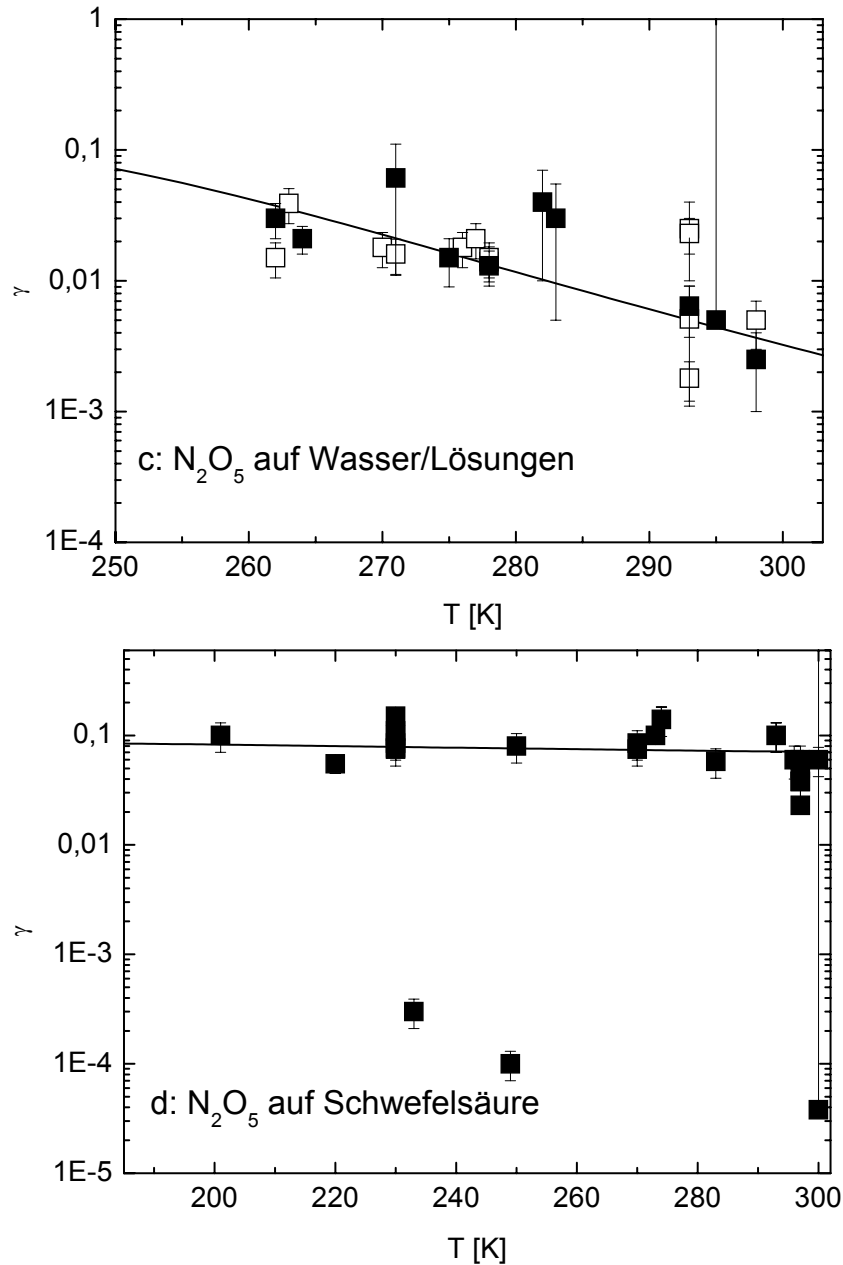 1
0,1
0,01
1E-3
1E-4
γ
c: N₂O₅ auf Wasser/Lösungen
250 260 270 280 290 300
T [K]
0,1
0,01
1E-3
1E-4
1E-5
γ
d: N₂O₅ auf Schwefelsäure
200 220 240 260 280 300
T [K]